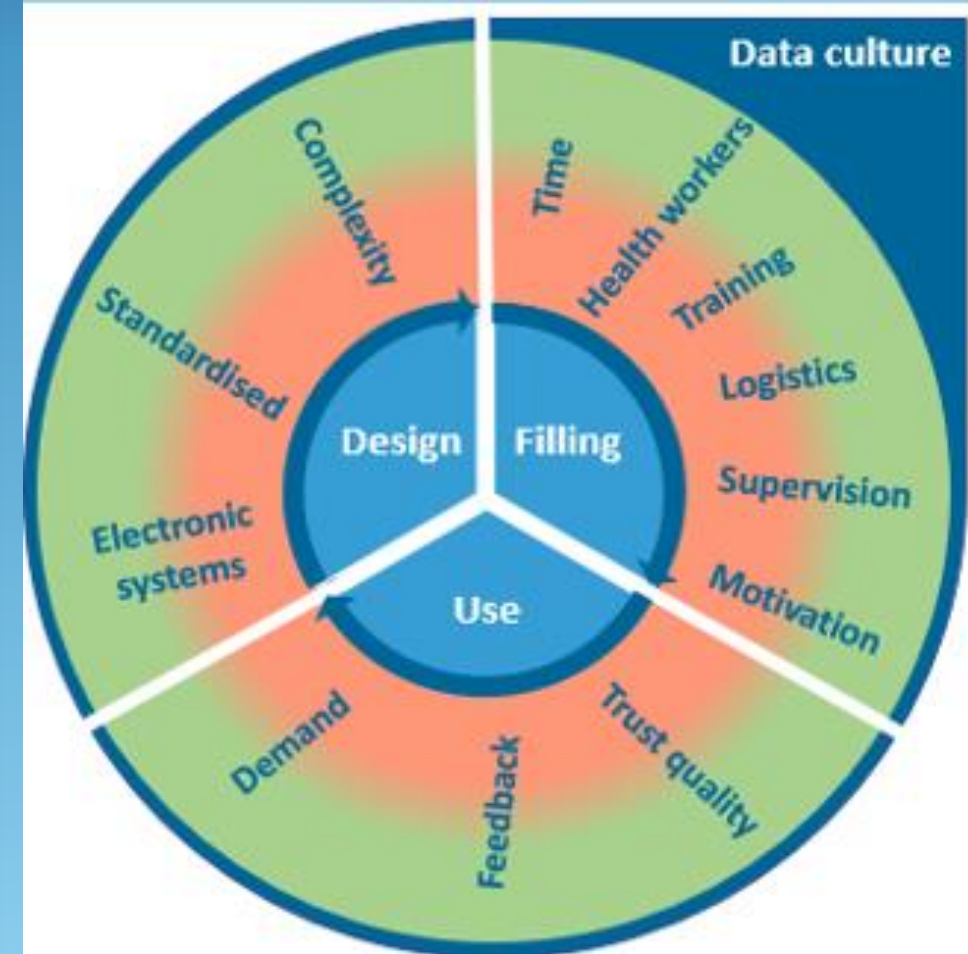 Data culture
Complexity
Time
Health workers
Training
Standardised
Logistics
Design
Filling
Supervision
Electronic
systems
Motivation
Use
Demand
Feedback
Trust quality